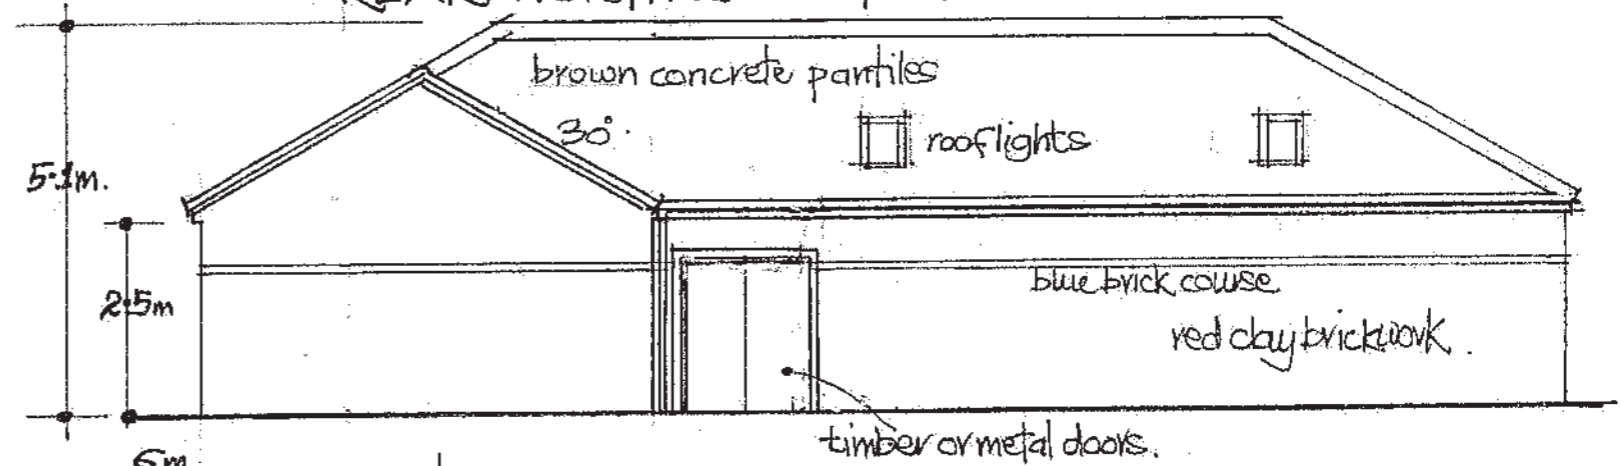 brown concrete pantiles
30°
rooflights
5.1m.
2.5m
blue brick course
red clay brickwork.
timber or metal doors.
6m